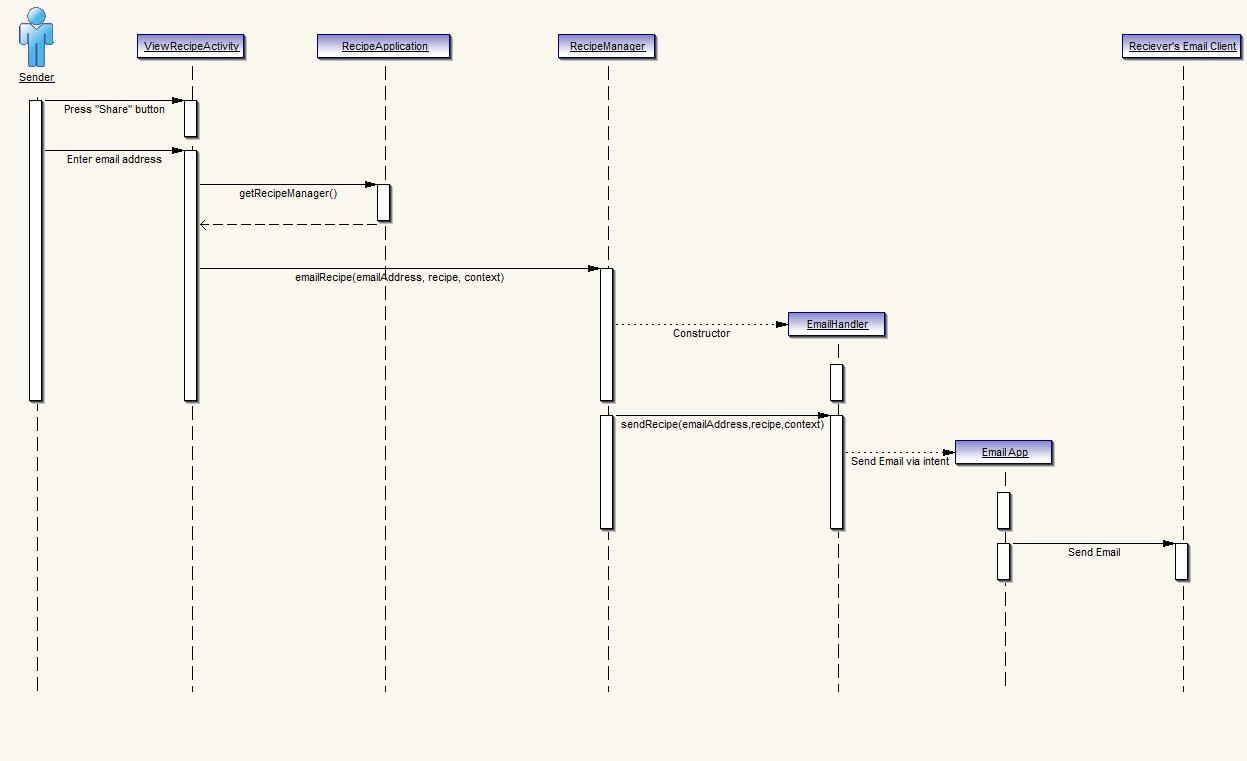 ViewRecipeActivity
RecipeApplication
RecipeManager
Reciever's Email Client
Sender
Press "Share" button
Enter email address
getRecipeManager()
emailRecipe(emailAddress, recipe, context)
EmailHandler
Constructor
sendRecipe(emailAddress,recipe,context)
Email App
Send Email via intent
Send Email